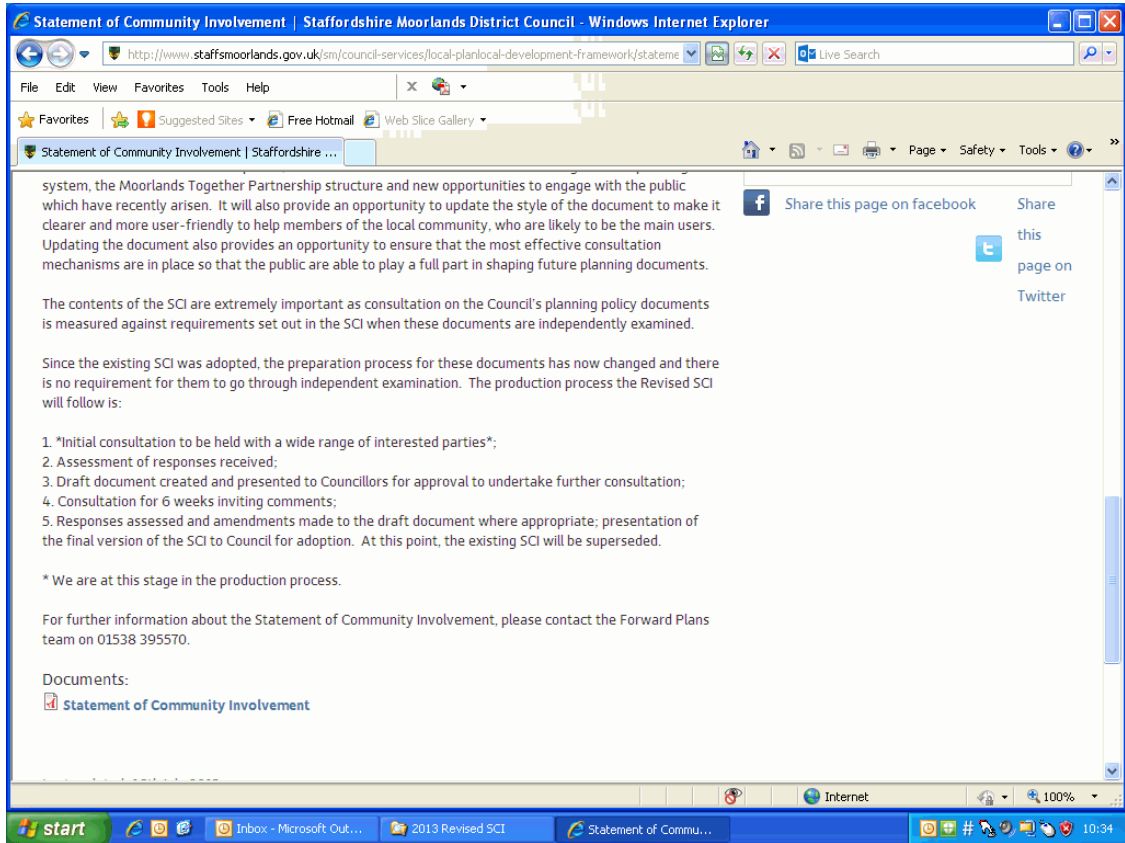 Statement of Community Involvement | Staffordshire Moorlands District Council - Windows Internet Explorer
http://www.staffsmoorlands.gov.uk/sm/council-services/local-planlocal-development-framework/stateme
Live Search
File Edit View Favorites Tools Help
x
Favorites
Suggested Sites
Free Hotmail
Web Slice Gallery
Statement of Community Involvement | Staffordshire ...
Page
Safety
Tools
»
system, the Moorlands Together Partnership structure and new opportunities to engage with the public
which have recently arisen. It will also provide an opportunity to update the style of the document to make it
clearer and more user-friendly to help members of the local community, who are likely to be the main users.
Updating the document also provides an opportunity to ensure that the most effective consultation
mechanisms are in place so that the public are able to play a full part in shaping future planning documents.
The contents of the SCI are extremely important as consultation on the Council's planning policy documents
is measured against requirements set out in the SCI when these documents are independently examined.
Since the existing SCI was adopted, the preparation process for these documents has now changed and there
is no requirement for them to go through independent examination. The production process the Revised SCI
will follow is:
1. *Initial consultation to be held with a wide range of interested parties*;
2. Assessment of responses received;
3. Draft document created and presented to Councillors for approval to undertake further consultation;
4. Consultation for 6 weeks inviting comments;
5. Responses assessed and amendments made to the draft document where appropriate; presentation of
the final version of the SCI to Council for adoption. At this point, the existing SCI will be superseded.
* We are at this stage in the production process.
For further information about the Statement of Community Involvement, please contact the Forward Plans
team on 01538 395570.
Documents:
Statement of Community Involvement
Share this page on facebook
Share
this
page on
Twitter
Internet
100%
start
Inbox - Microsoft Out...
2013 Revised SCI
Statement of Commu...
10:34